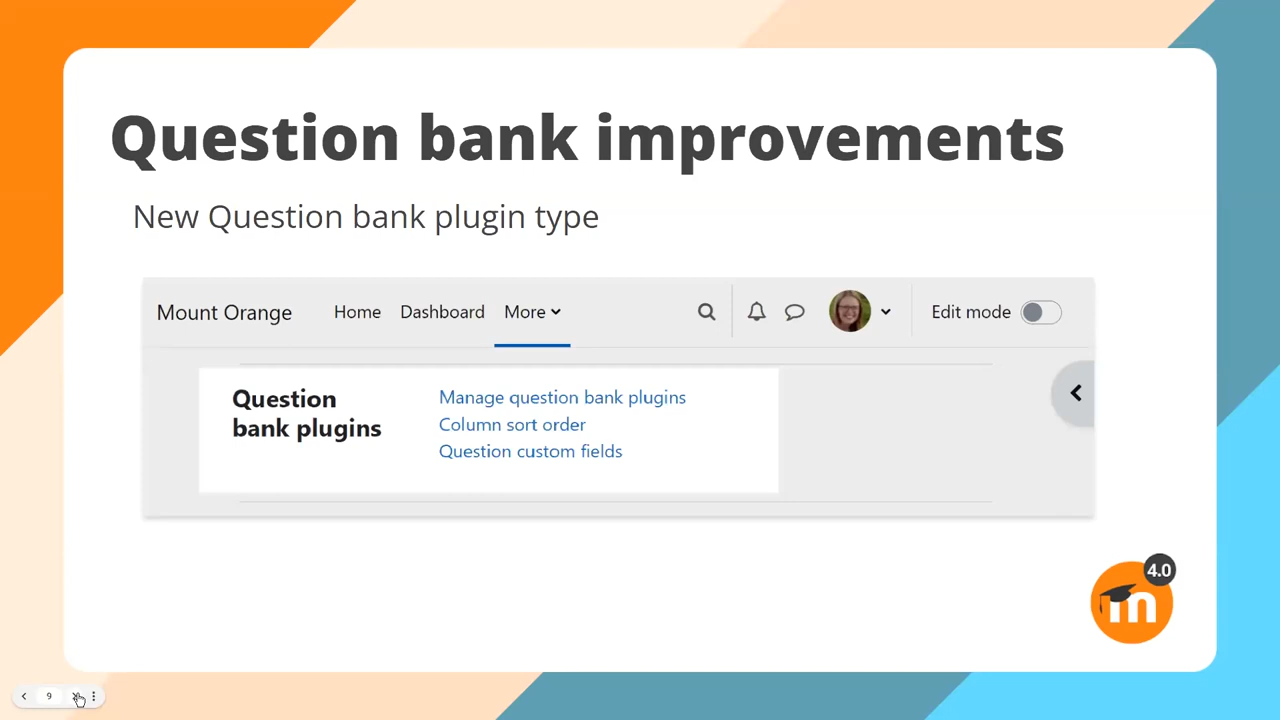 Question bank improvements
New Question bank plugin type
Mount Orange Home Dashboard More Edit mode
Question bank plugins
Manage question bank plugins
Column sort order
Question custom fields
4.0
m
9